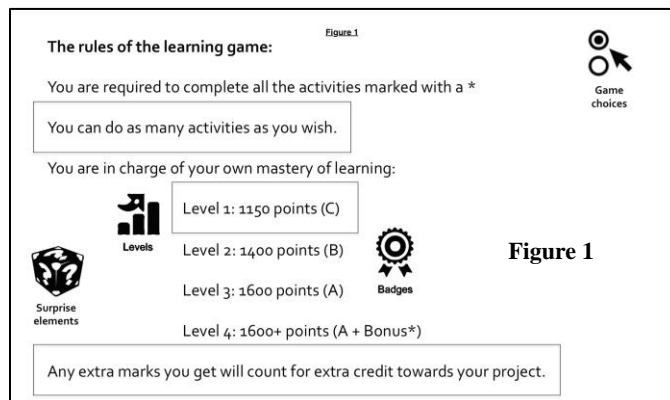 Figure 1
The rules of the learning game:
You are required to complete all the activities marked with a *
Game
choices
You can do as many activities as you wish.
You are in charge of your own mastery of learning:
Level 1: 1150 points (C)
Levels
Level 2: 1400 points (B)
Figure 1
Badges
Level 3: 1600 points (A)
Surprise
elements
Level 4: 1600+ points (A + Bonus*)
Any extra marks you get will count for extra credit towards your project.